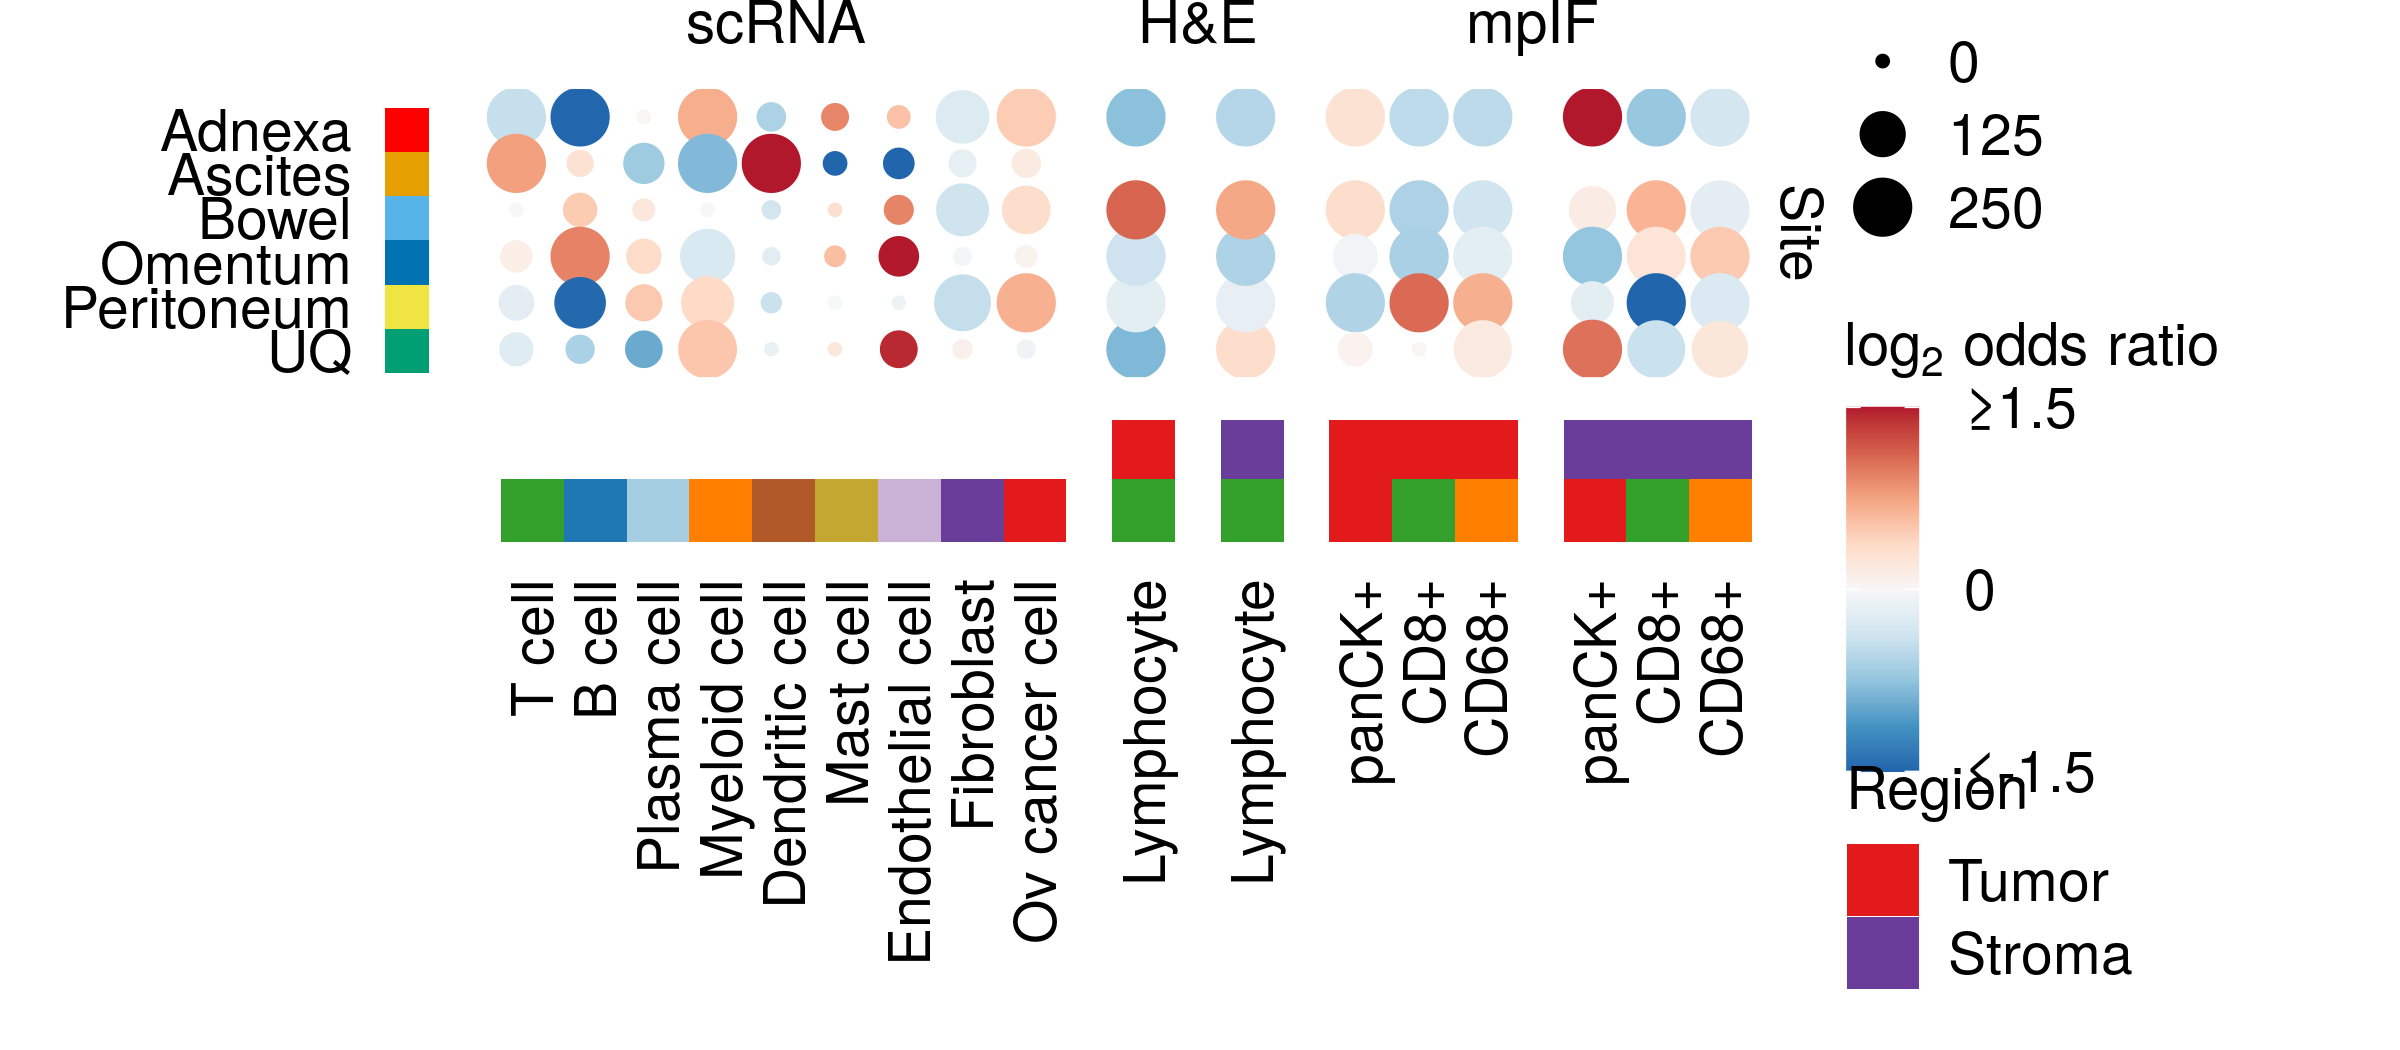 scRNA
H&E
mpIF
Adnexa
Ascites
Bowel
Omentum
Peritoneum
UQ
T cell
B cell
Plasma cell
Myeloid cell
Dendritic cell
Mast cell
Endothelial cell
Fibroblast
Ov cancer cell
Lymphocyte
Lymphocyte
panCK+
CD8+
CD68+
panCK+
CD8+
CD68+
Site
0
125
250
log₂ odds ratio
≥1.5
0
≤-1.5
Region
Tumor
Stroma